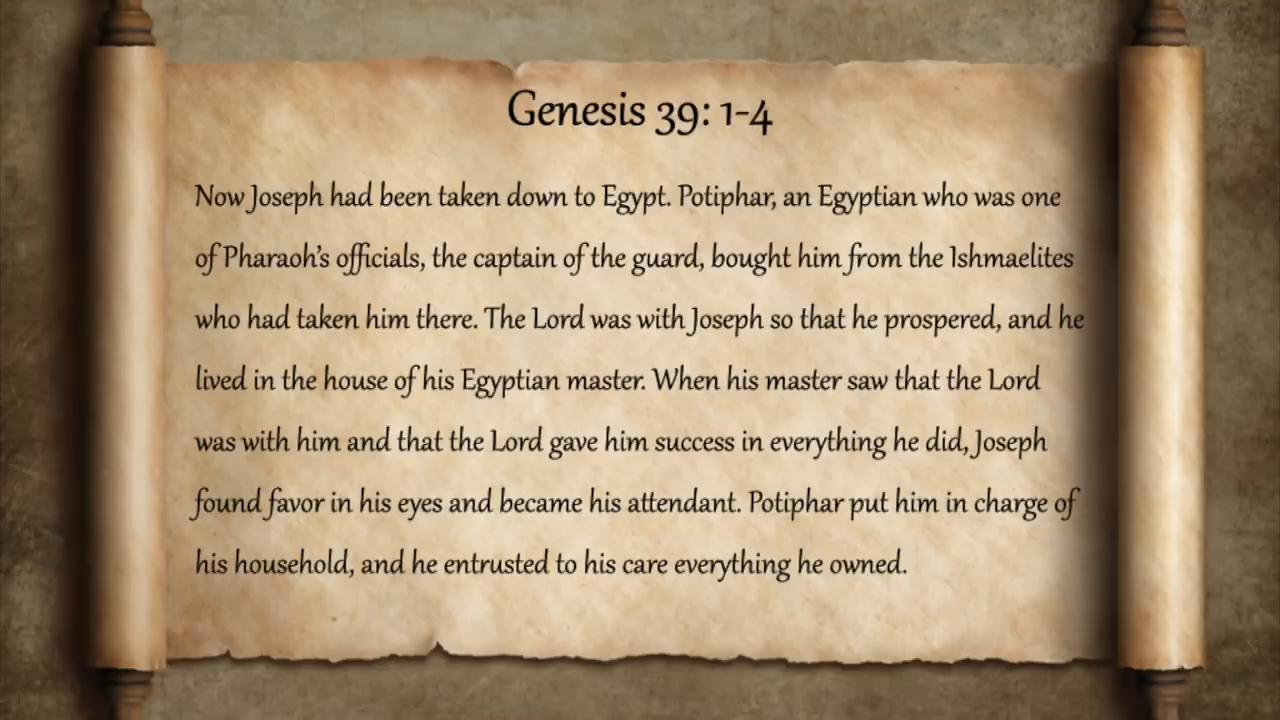 Genesis 39: 1-4
Now Joseph had been taken down to Egypt. Potiphar, an Egyptian who was one
of Pharaoh’s officials, the captain of the guard, bought him from the Ishmaelites
who had taken him there. The Lord was with Joseph so that he prospered, and he
lived in the house of his Egyptian master. When his master saw that the Lord
was with him and that the Lord gave him success in everything he did, Joseph
found favor in his eyes and became his attendant. Potiphar put him in charge of
his household, and he entrusted to his care everything he owned.